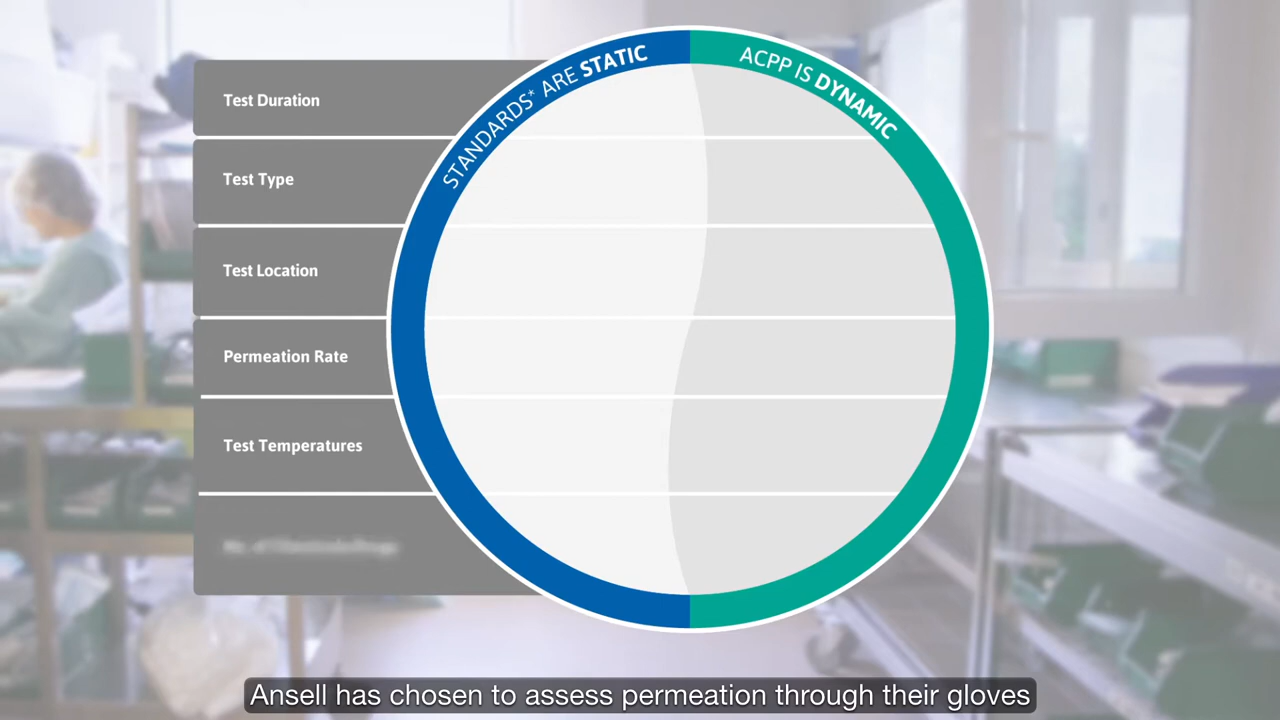 STANDARDS* ARE STATIC
ACPP IS DYNAMIC
Test Duration
Test Type
Test Location
Permeation Rate
Test Temperatures
Ansell has chosen to assess permeation through their gloves